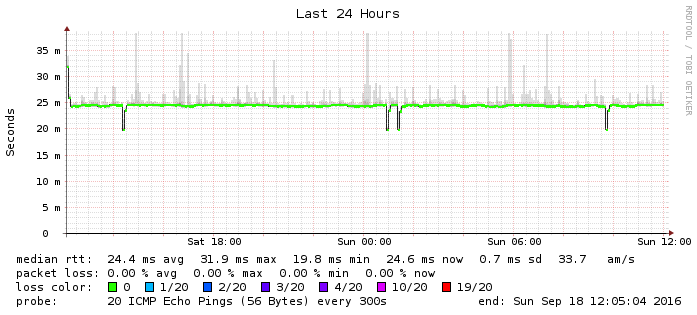 Last 24 Hours
RRDTOOL / TOBI OETIKER
Seconds
35 m
30 m
25 m
20 m
15 m
10 m
5 m
0
Sat 18:00 Sun 00:00 Sun 06:00 Sun 12:00
median rtt: 24.4 ms avg 31.9 ms max 19.8 ms min 24.6 ms now 0.7 ms sd 33.7 am/s
packet loss: 0.00 % avg 0.00 % max 0.00 % min 0.00 % now
loss color: 0 1/20 2/20 3/20 4/20 10/20 19/20
probe: 20 ICMP Echo Pings (56 Bytes) every 300s end: Sun Sep 18 12:05:04 2016